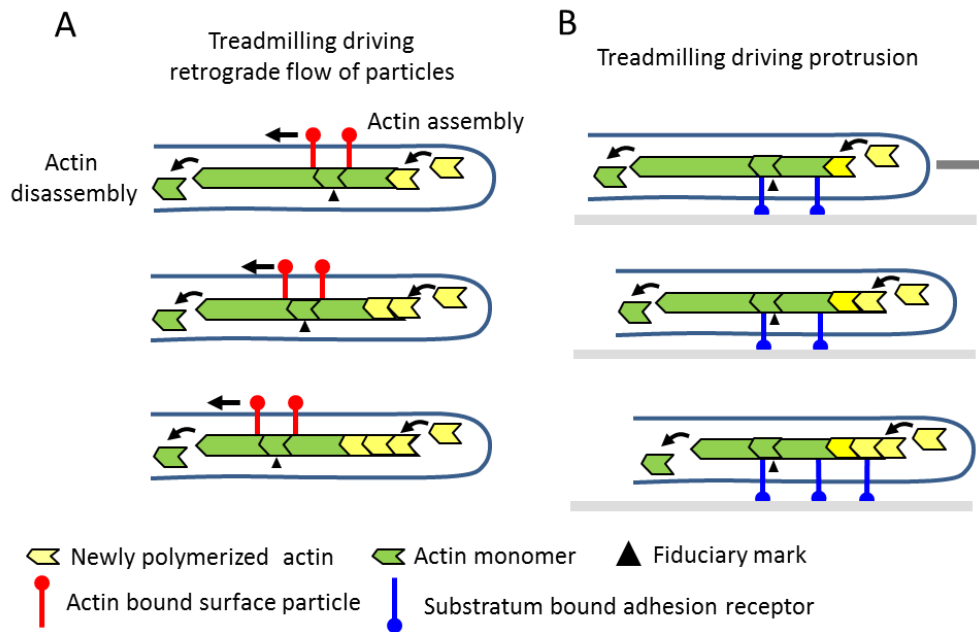 A
Treadmilling driving
retrograde flow of particles
Actin assembly
Actin
disassembly
B
Treadmilling driving protrusion
Newly polymerized actin
Actin monomer
Fiduciary mark
Actin bound surface particle
Substratum bound adhesion receptor